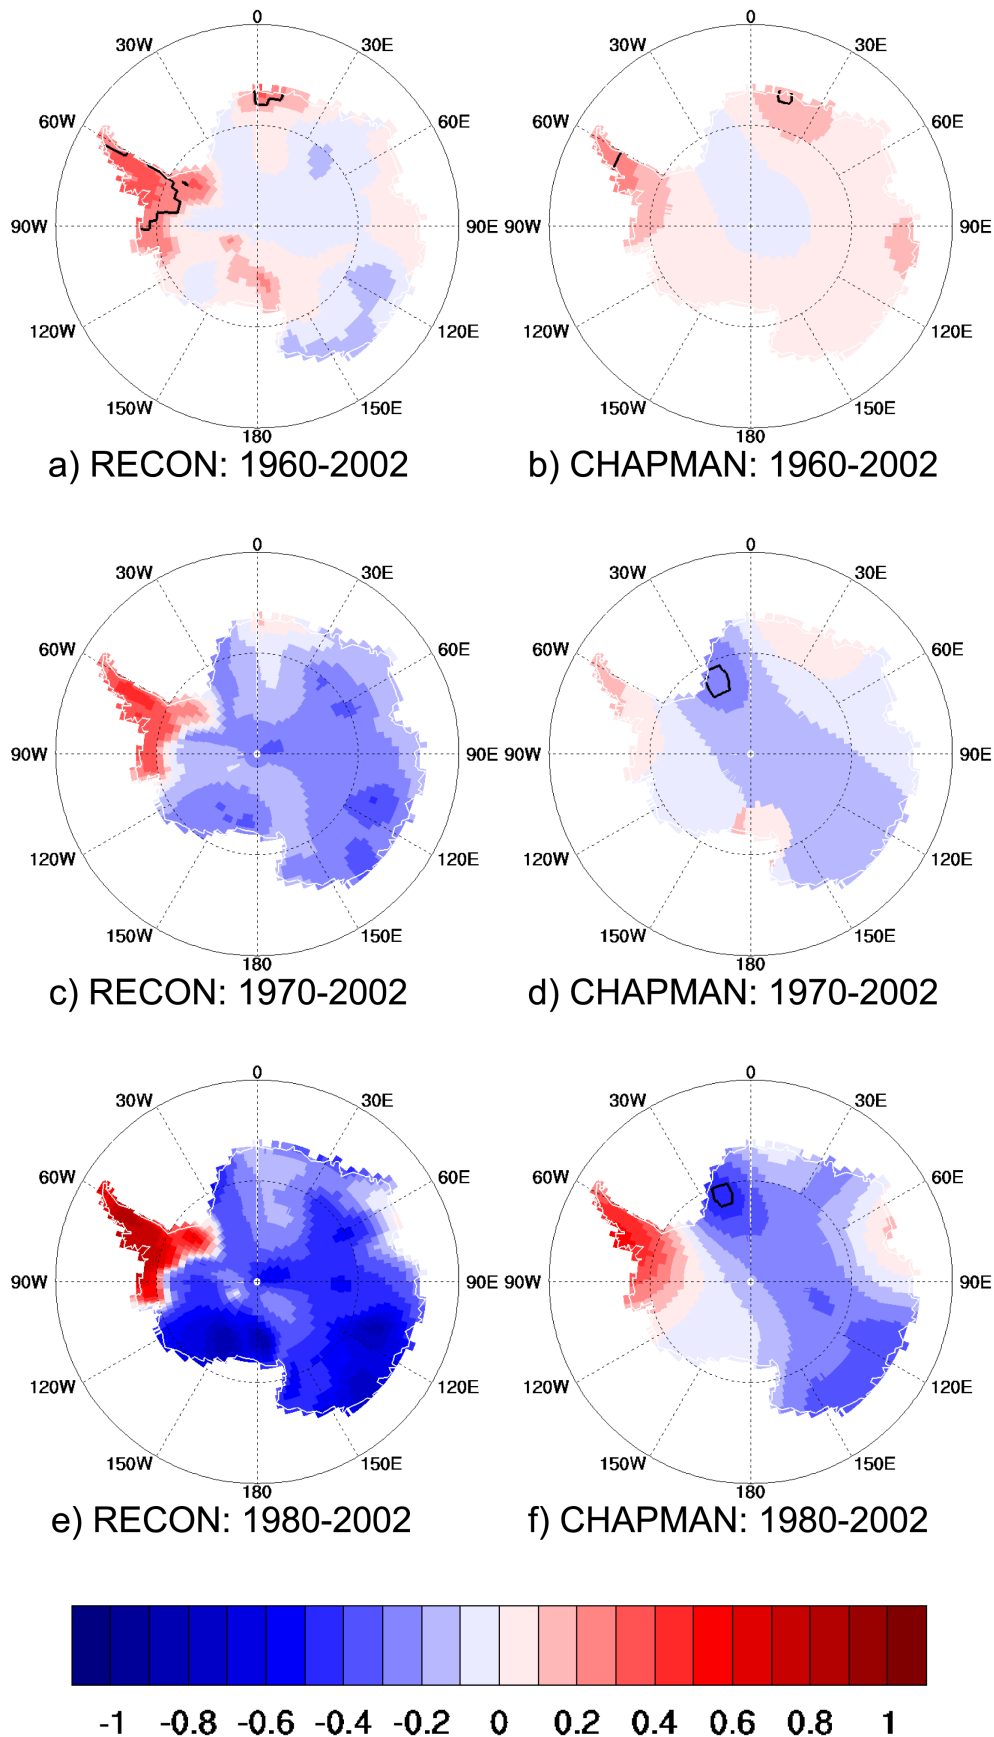 0 0
30W 30E 30W 30E
60W 60E 60W 60E
90W 90E 90W 90E
120W 120E 120W 120E
150W 150E 150W 150E
180 180
a) RECON: 1960-2002 b) CHAPMAN: 1960-2002
0 0
30W 30E 30W 30E
60W 60E 60W 60E
90W 90E 90W 90E
120W 120E 120W 120E
150W 150E 150W 150E
180 180
c) RECON: 1970-2002 d) CHAPMAN: 1970-2002
0 0
30W 30E 30W 30E
60W 60E 60W 60E
90W 90E 90W 90E
120W 120E 120W 120E
150W 150E 150W 150E
180 180
e) RECON: 1980-2002 f) CHAPMAN: 1980-2002
-1 -0.8 -0.6 -0.4 -0.2 0 0.2 0.4 0.6 0.8 1